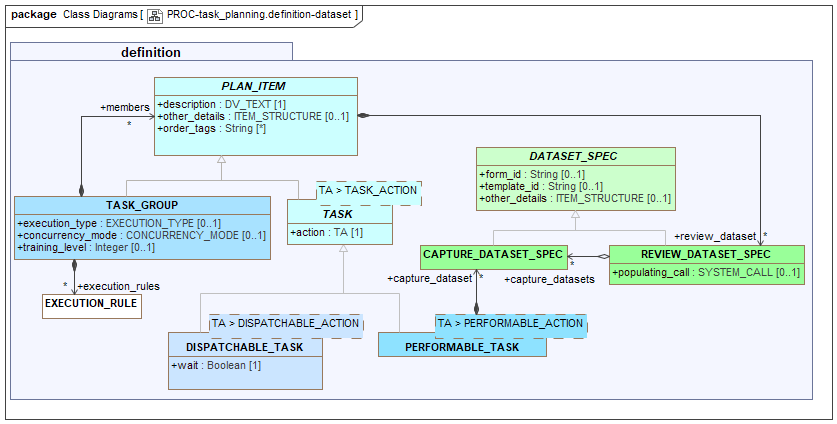 package Class Diagrams [ PROC-task_planning.definition-dataset ]
definition
PLAN_ITEM
+description : DV_TEXT [1]
+other_details : ITEM_STRUCTURE [0..1]
+order_tags : String [*]
+members
*
DATASET_SPEC
+form_id : String [0..1]
+template_id : String [0..1]
+other_details : ITEM_STRUCTURE [0..1]
TA > TASK_ACTION
TASK_GROUP
+execution_type : EXECUTION_TYPE [0..1]
+concurrency_mode : CONCURRENCY_MODE [0..1]
+training_level : Integer [0..1]
TASK
+action : TA [1]
+review_dataset
*
CAPTURE_DATASET_SPEC
REVIEW_DATASET_SPEC
+populating_call : SYSTEM_CALL [0..1]
*
+execution_rules
+capture_dataset
*
+capture_datasets
*
EXECUTION_RULE
TA > DISPATCHABLE_ACTION
TA > PERFORMABLE_ACTION
DISPATCHABLE_TASK
+wait : Boolean [1]
PERFORMABLE_TASK